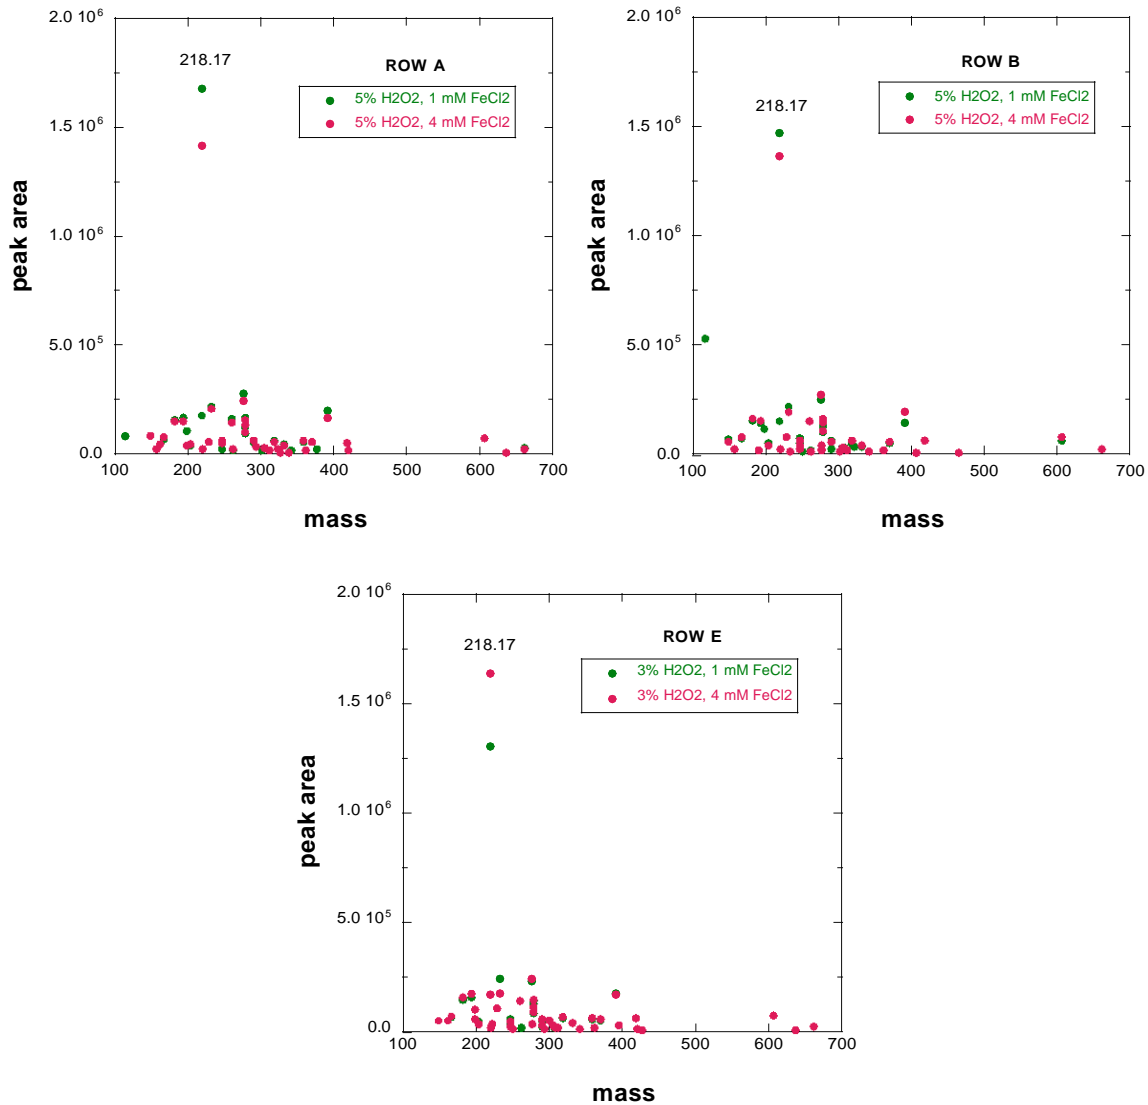 2.0 10⁶
218.17
ROW A
5% H2O2, 1 mM FeCl2
5% H2O2, 4 mM FeCl2
1.5 10⁶
1.0 10⁶
5.0 10⁵
0.0
100 200 300 400 500 600 700
peak area
mass
2.0 10⁶
ROW B
5% H2O2, 1 mM FeCl2
5% H2O2, 4 mM FeCl2
218.17
1.5 10⁶
1.0 10⁶
5.0 10⁵
0.0
100 200 300 400 500 600 700
peak area
mass
2.0 10⁶
218.17
ROW E
3% H2O2, 1 mM FeCl2
3% H2O2, 4 mM FeCl2
1.5 10⁶
1.0 10⁶
5.0 10⁵
0.0
100 200 300 400 500 600 700
peak area
mass